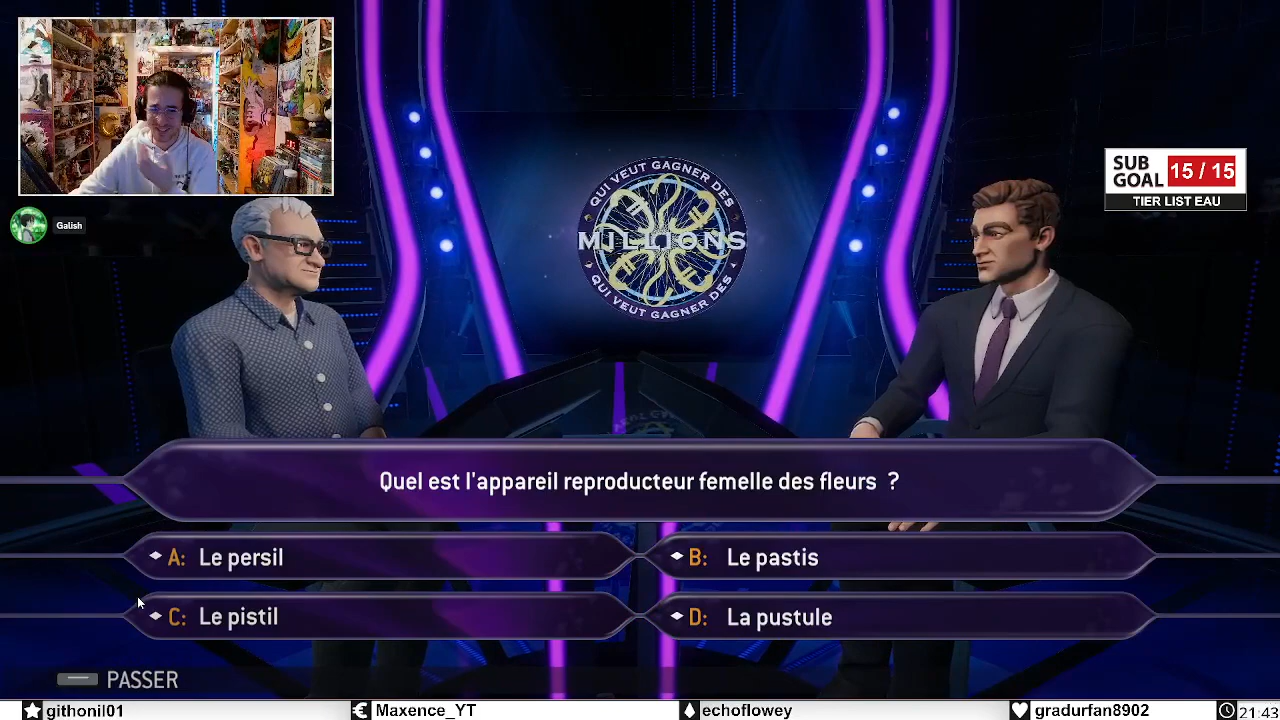 QUI VEUT GAGNER DES
MILLIONS
QUI VEUT GAGNER DES
SUB
GOAL
15 / 15
TIER LIST EAU
Galish
Quel est l'appareil reproducteur femelle des fleurs ?
A: Le persil
B: Le pastis
C: Le pistil
D: La pustule
PASSER
githonil01
Maxence_YT
echoflowey
gradurfan8902
21:43